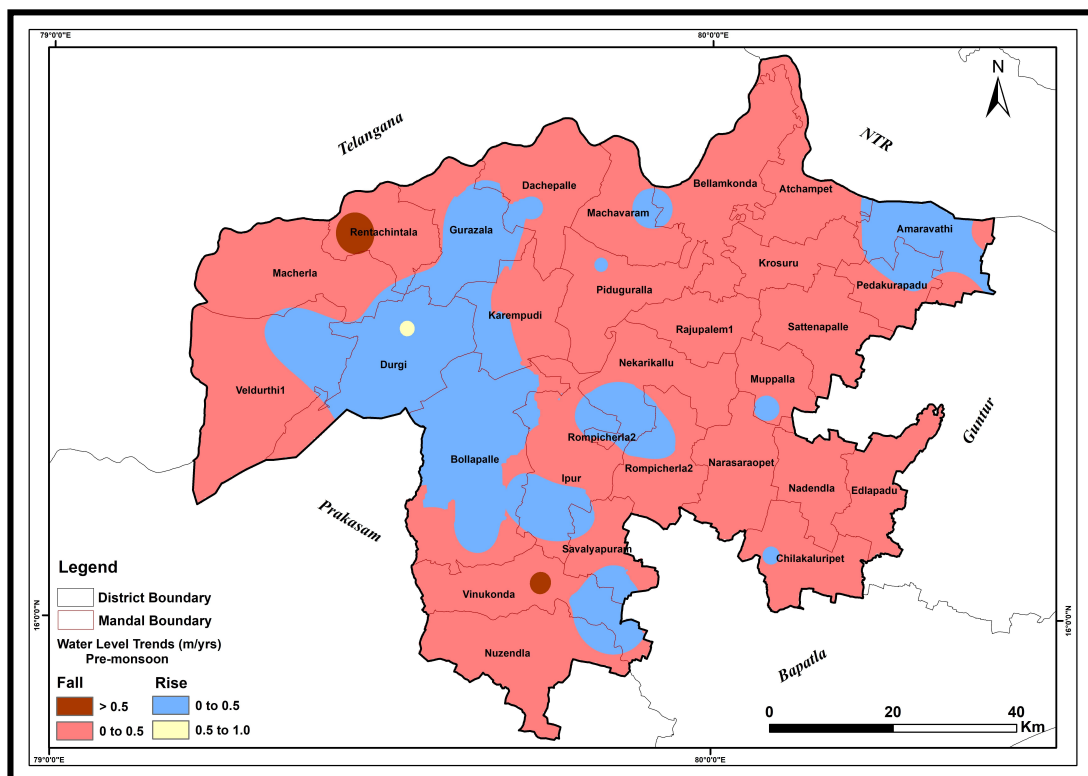 79°0'0"E
80°0'0"E
N
Telangana
NTR
Bellamkonda
Dachepalle
Atchampet
Machavaram
Rentachintala
Gurazala
Amaravathi
Krosuru
Macherla
Pedakurapadu
Piduguralla
Karempudi
Rajupalem1
Sattenapalle
Durgi
Nekarikallu
Muppalla
Veldurthi1
Guntur
Rompicherla2
Bollapalle
Rompicherla2
Narasaraopet
Ipur
Nadendla
Edlapadu
Prakasam
Savalyapuram
Chilakaluripet
Vinukonda
Nuzendla
Bapatla
16°0'0"N
16°0'0"N
Legend
District Boundary
Mandal Boundary
Water Level Trends (m/yrs)
Pre-monsoon
Fall Rise
> 0.5 0 to 0.5
0 to 0.5 0.5 to 1.0
0 20 40
Km
79°0'0"E
80°0'0"E